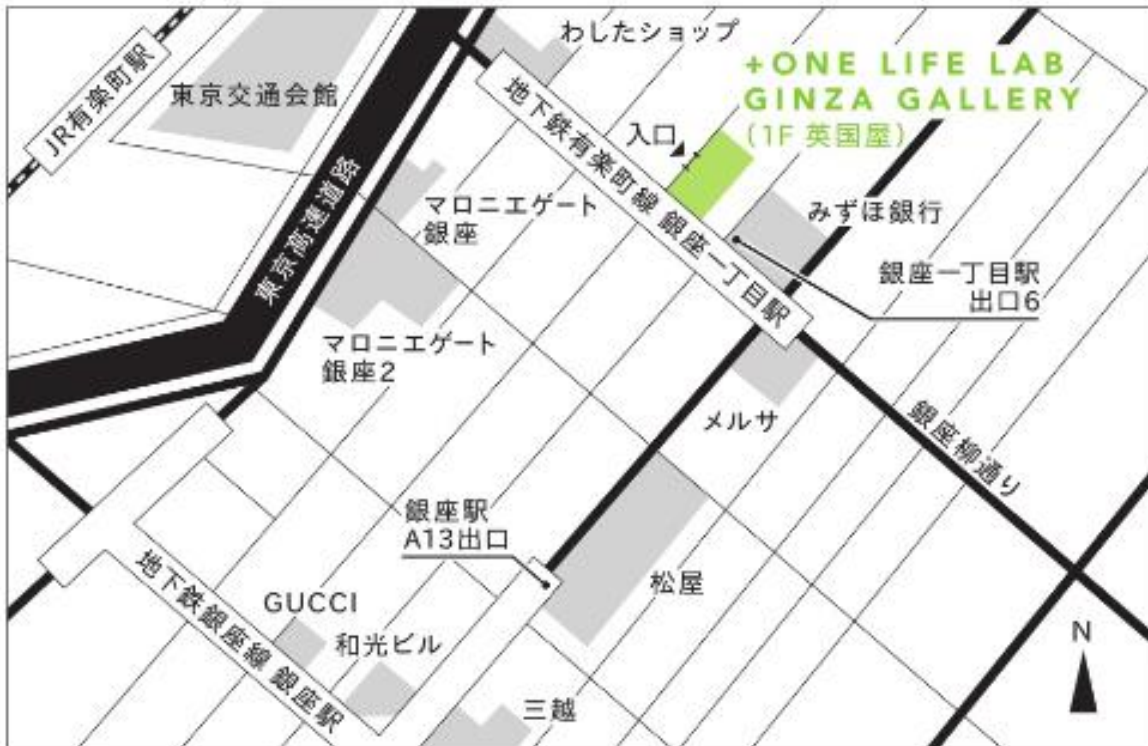 わしたショップ
+ONE LIFE LAB
GINZA GALLERY
(1F 英国屋)
入口
JR有楽町駅
東京交通会館
地下鉄有楽町線 銀座一丁目駅
東京高速道路
マロニエゲート
銀座
みずほ銀行
銀座一丁目駅
出口6
マロニエゲート
銀座2
メルサ
銀座柳通り
銀座駅
A13出口
松屋
地下鉄銀座線 銀座駅
GUCCI
和光ビル
三越
N